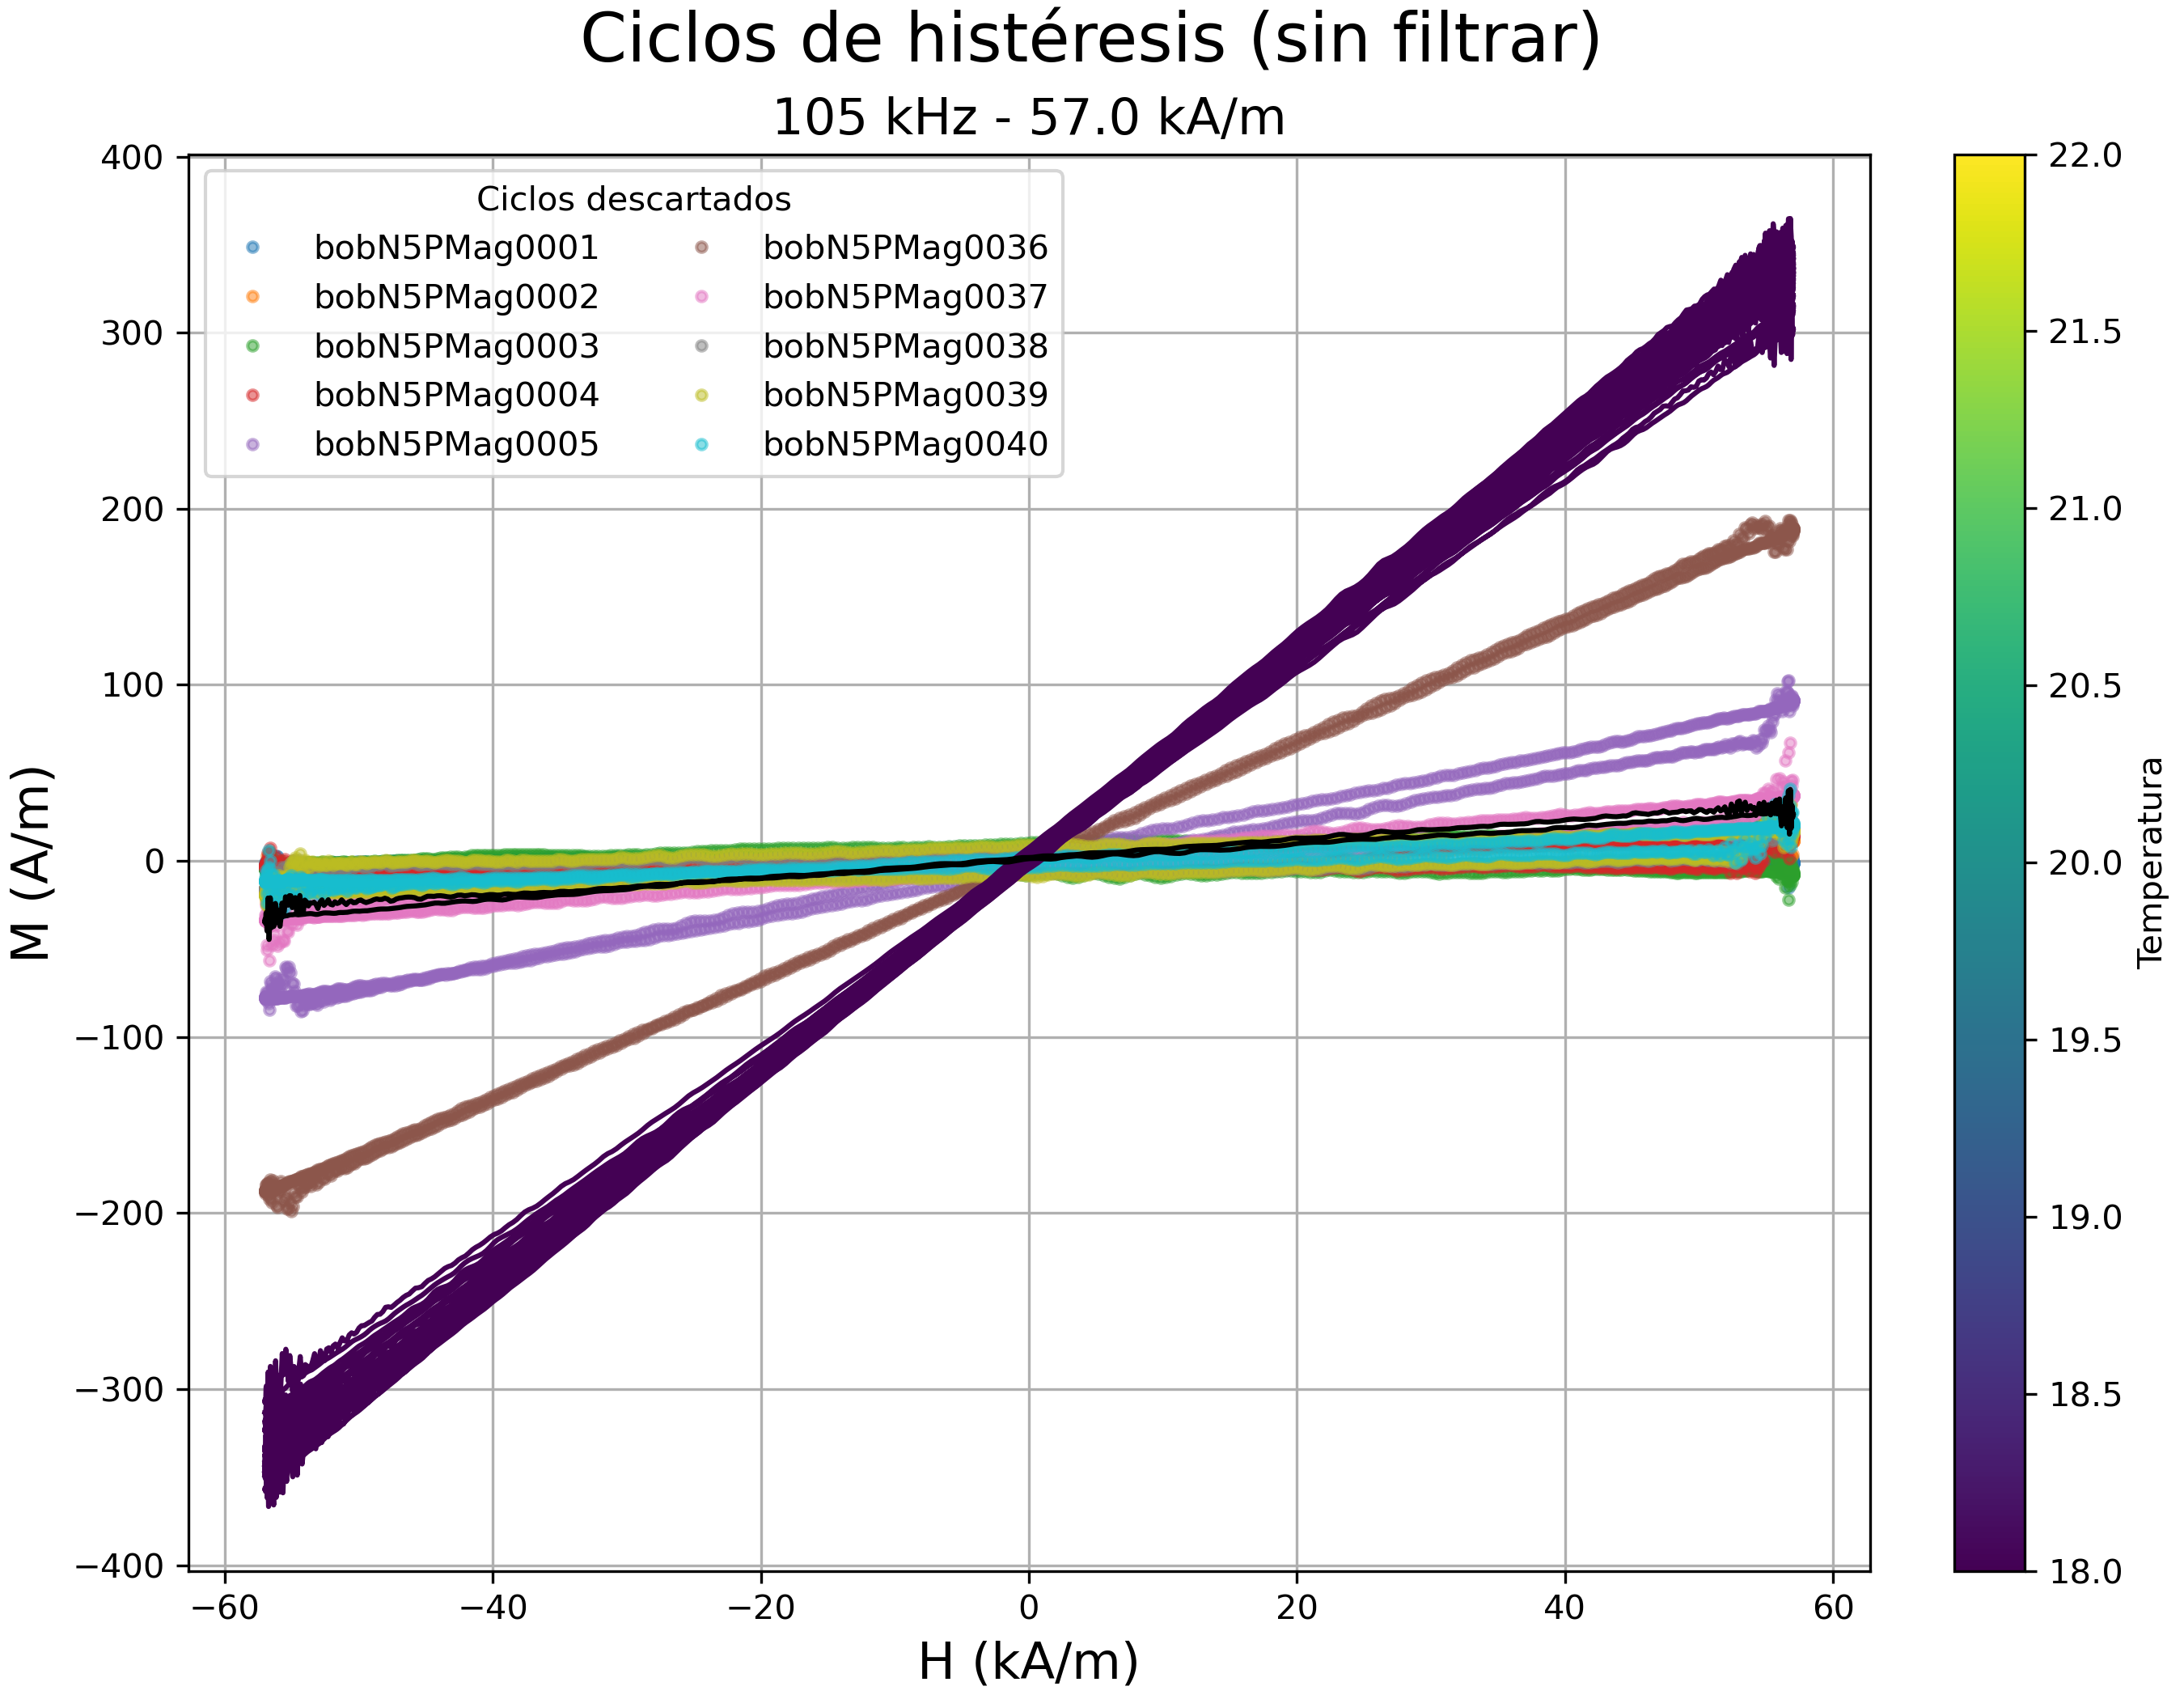 Ciclos de histéresis (sin filtrar)
105 kHz - 57.0 kA/m
Ciclos descartados
bobN5PMag0001
bobN5PMag0002
bobN5PMag0003
bobN5PMag0004
bobN5PMag0005
bobN5PMag0036
bobN5PMag0037
bobN5PMag0038
bobN5PMag0039
bobN5PMag0040
M (A/m)
400
300
200
100
0
−100
−200
−300
−400
−60
−40
−20
0
20
40
60
H (kA/m)
22.0
21.5
21.0
20.5
20.0
19.5
19.0
18.5
18.0
Temperatura